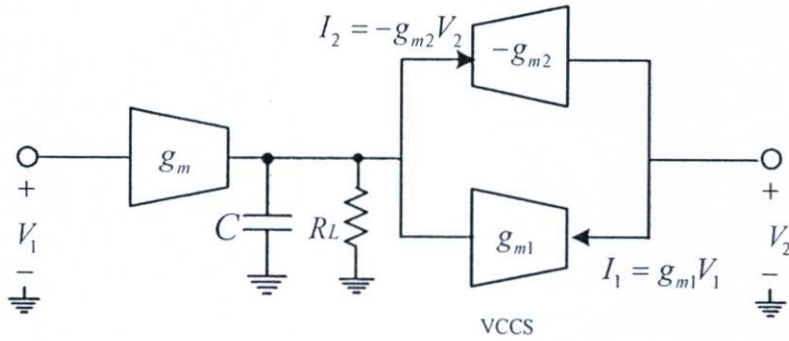 I₂ = −gₘ₂V₂
−gₘ₂
gₘ
+
V₁
−
C
RL
gₘ₁
+
V₂
−
I₁ = gₘ₁V₁
VCCS